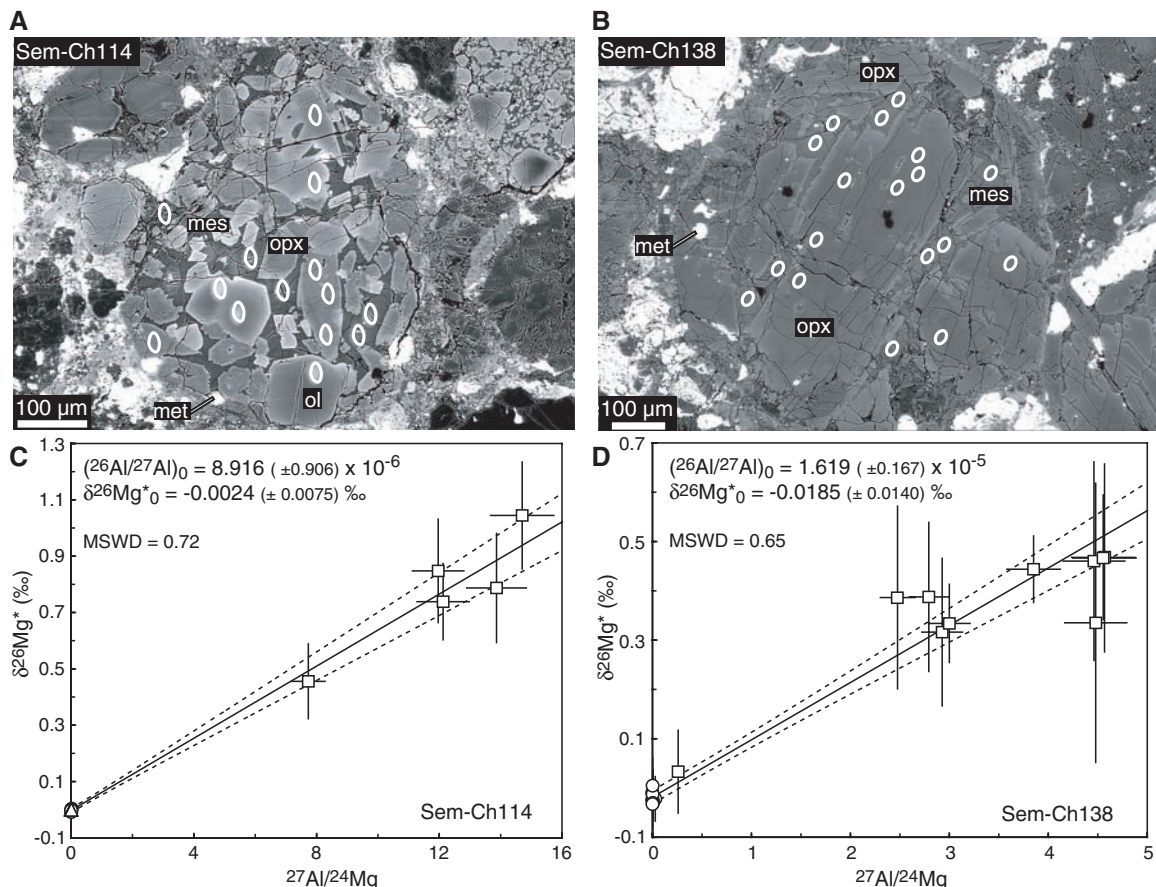 A
Sem-Ch114
mes
opx
met
ol
100 µm
B
Sem-Ch138
opx
mes
met
opx
100 µm
C
(²⁶Al/²⁷Al)₀ = 8.916 (±0.906) x 10⁻⁶
δ²⁶Mg*₀ = -0.0024 (± 0.0075) ‰
MSWD = 0.72
1.3
1.1
0.9
0.7
0.5
0.3
0.1
-0.1
δ²⁶Mg* (‰)
Sem-Ch114
0 4 8 12 16
²⁷Al/²⁴Mg
D
(²⁶Al/²⁷Al)₀ = 1.619 (±0.167) x 10⁻⁵
δ²⁶Mg*₀ = -0.0185 (± 0.0140) ‰
MSWD = 0.65
0.7
0.5
0.3
0.1
-0.1
δ²⁶Mg* (‰)
Sem-Ch138
0 1 2 3 4 5
²⁷Al/²⁴Mg